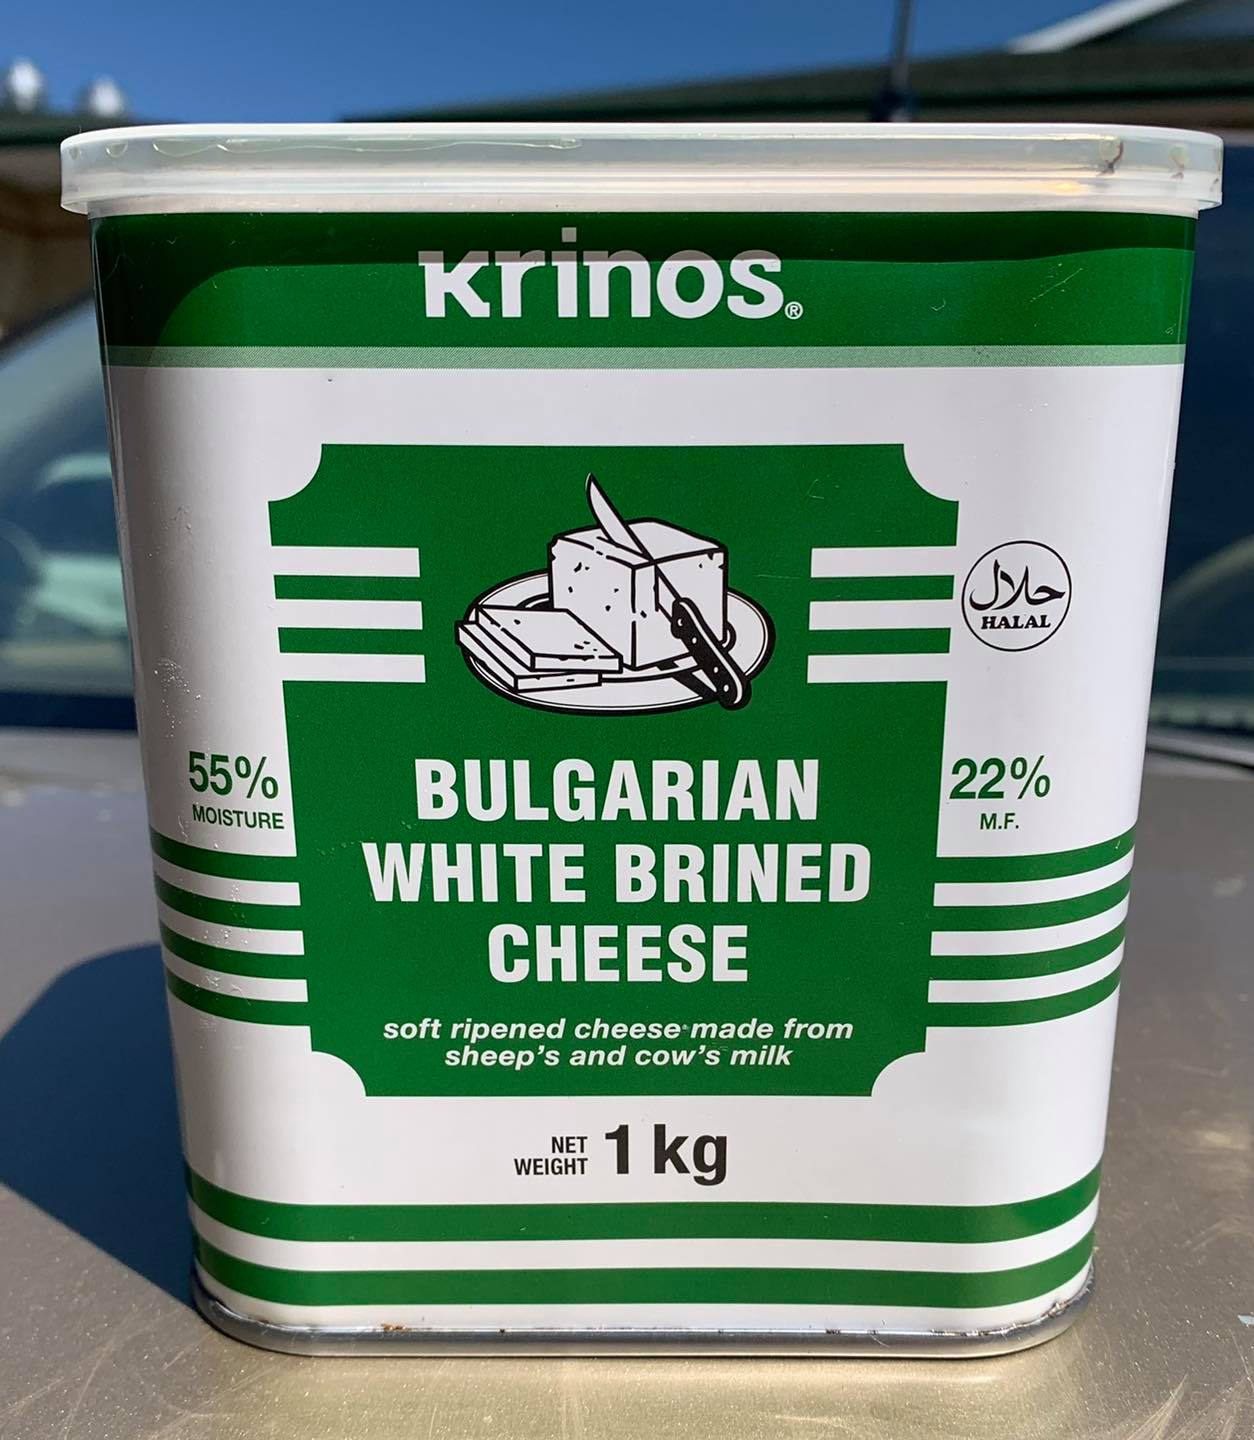 Krinos®
حلال
HALAL
55%
MOISTURE
22%
M.F.
BULGARIAN
WHITE BRINED
CHEESE
soft ripened cheese made from
sheep's and cow's milk
NET
WEIGHT
1 kg